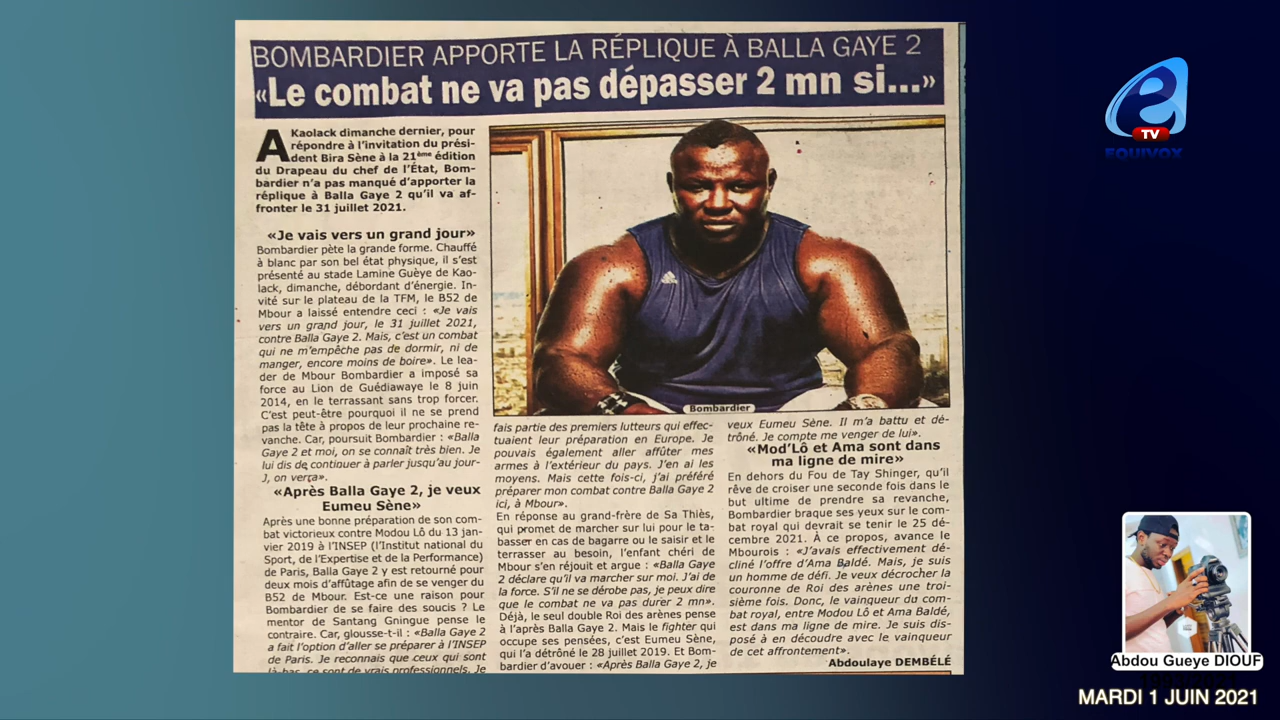 BOMBARDIER APPORTE LA RÉPLIQUE À BALLA GAYE 2
«Le combat ne va pas dépasser 2 mn si...»
A Kaolack dimanche dernier, pour
répondre à l'invitation du prési-
dent Bira Sène à la 21ème édition
du Drapeau du chef de l'État, Bom-
bardier n'a pas manqué d'apporter la
réplique à Balla Gaye 2 qu'il va af-
fronter le 31 juillet 2021.
«Je vais vers un grand jour»
Bombardier pète la grande forme. Chauffé
à blanc par son bel état physique, il s'est
présenté au stade Lamine Guèye de Kao-
lack, dimanche, débordant d'énergie. In-
vité sur le plateau de la TFM, le B52 de
Mbour a laissé entendre ceci : «Je vais
vers un grand jour, le 31 juillet 2021,
contre Balla Gaye 2. Mais, c'est un combat
qui ne m'empêche pas de dormir, ni de
manger, encore moins de boire». Le lea-
der de Mbour Bombardier a imposé sa
force au Lion de Guédiawaye le 8 juin
2014, en le terrassant sans trop forcer.
C'est peut-être pourquoi il ne se prend
pas la tête à propos de leur prochaine re-
vanche. Car, poursuit Bombardier : «Balla
Gaye 2 et moi, on se connaît très bien. Je
lui dis de continuer à parler jusqu'au jour-
J, on verra».
«Après Balla Gaye 2, je veux
Eumeu Sène»
Après une bonne préparation de son com-
bat victorieux contre Modou Lô du 13 jan-
vier 2019 à l'INSEP (l'Institut national du
Sport, de l'Expertise et de la Performance)
de Paris, Balla Gaye 2 y est retourné pour
deux mois d'affûtage afin de se venger du
B52 de Mbour. Est-ce une raison pour
Bombardier de se faire des soucis ? Le
mentor de Santang Gningue pense le
contraire. Car, glousse-t-il : «Balla Gaye 2
a fait l'option d'aller se préparer à l'INSEP
de Paris. Je reconnais que ceux qui sont
là-bas, ce sont de vrais professionnels. Je
Bombardier
fais partie des premiers lutteurs qui effec-
tuaient leur préparation en Europe. Je
pouvais également aller affûter mes
armes à l'extérieur du pays. J'en ai les
moyens. Mais cette fois-ci, j'ai préféré
préparer mon combat contre Balla Gaye 2
ici, à Mbour».
En réponse au grand-frère de Sa Thiès,
qui promet de marcher sur lui pour le ta-
basser en cas de bagarre ou le saisir et le
terrasser au besoin, l'enfant chéri de
Mbour s'en réjouit et argue : «Balla Gaye
2 déclare qu'il va marcher sur moi. J'ai de
la force. S'il ne se dérobe pas, je peux dire
que le combat ne va pas durer 2 mn».
Déjà, le seul double Roi des arènes pense
à l'après Balla Gaye 2. Mais le fighter qui
occupe ses pensées, c'est Eumeu Sène,
qui l'a détrôné le 28 juillet 2019. Et Bom-
bardier d'avouer : «Après Balla Gaye 2, je
veux Eumeu Sène. Il m'a battu et dé-
trôné. Je compte me venger de lui».
«Mod'Lô et Ama sont dans
ma ligne de mire»
En dehors du Fou de Tay Shinger, qu'il
rêve de croiser une seconde fois dans le
but ultime de prendre sa revanche,
Bombardier braque ses yeux sur le com-
bat royal qui devrait se tenir le 25 dé-
cembre 2021. À ce propos, avance le
Mbourois : «J'avais effectivement dé-
cliné l'offre d'Ama Baldé. Mais, je suis
un homme de défi. Je veux décrocher la
couronne de Roi des arènes une troi-
sième fois. Donc, le vainqueur du com-
bat royal, entre Modou Lô et Ama Baldé,
est dans ma ligne de mire. Je suis dis-
posé à en découdre avec le vainqueur
de cet affrontement».
Abdoulaye DEMBÉLÉ
e
TV
EQUIVOX
Abdou Gueye DIOUF
MARDI 1 JUIN 2021